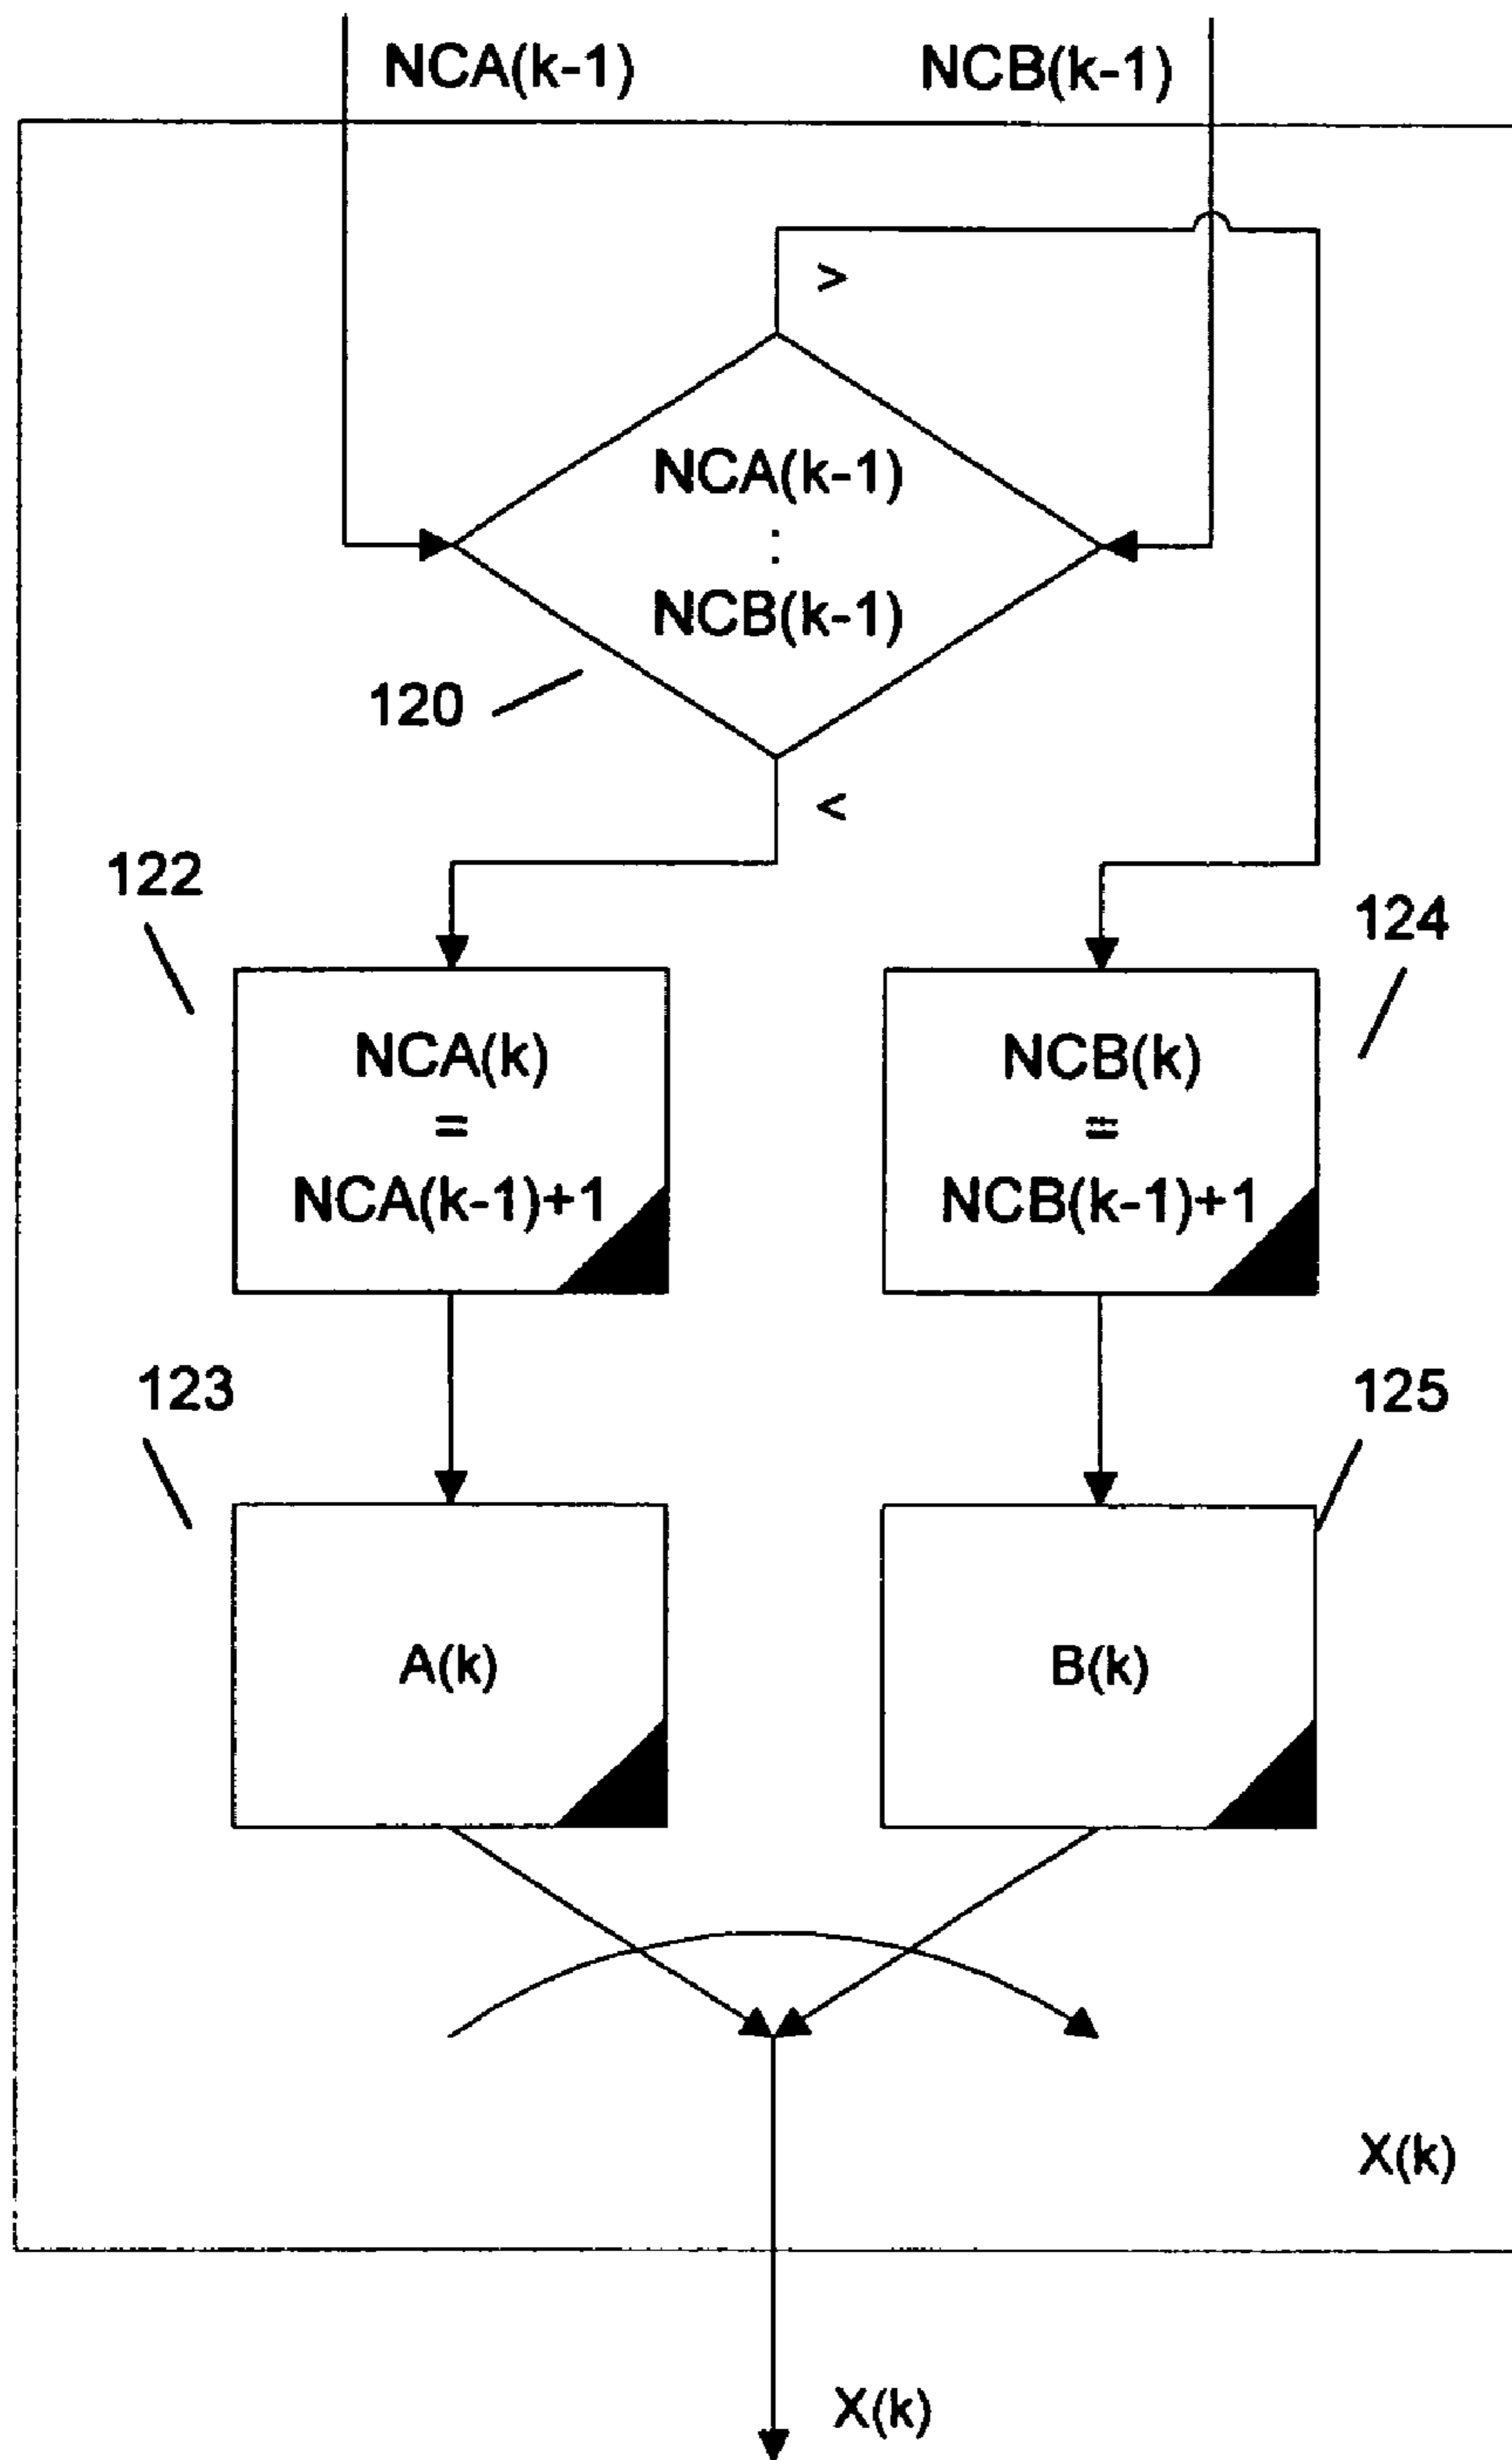 NCA(k-1)
NCB(k-1)
>
NCA(k-1)
:
NCB(k-1)
120
<
122
124
NCA(k)
=
NCA(k-1)+1
NCB(k)
=
NCB(k-1)+1
123
125
A(k)
B(k)
X(k)
X(k)